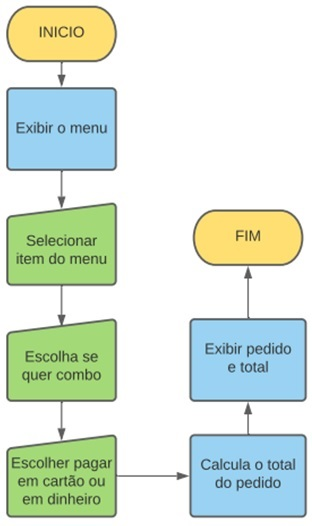 INICIO
Exibir o menu
Selecionar
item do menu
Escolha se
quer combo
Escolher pagar
em cartão ou
em dinheiro
Calcula o total
do pedido
Exibir pedido
e total
FIM